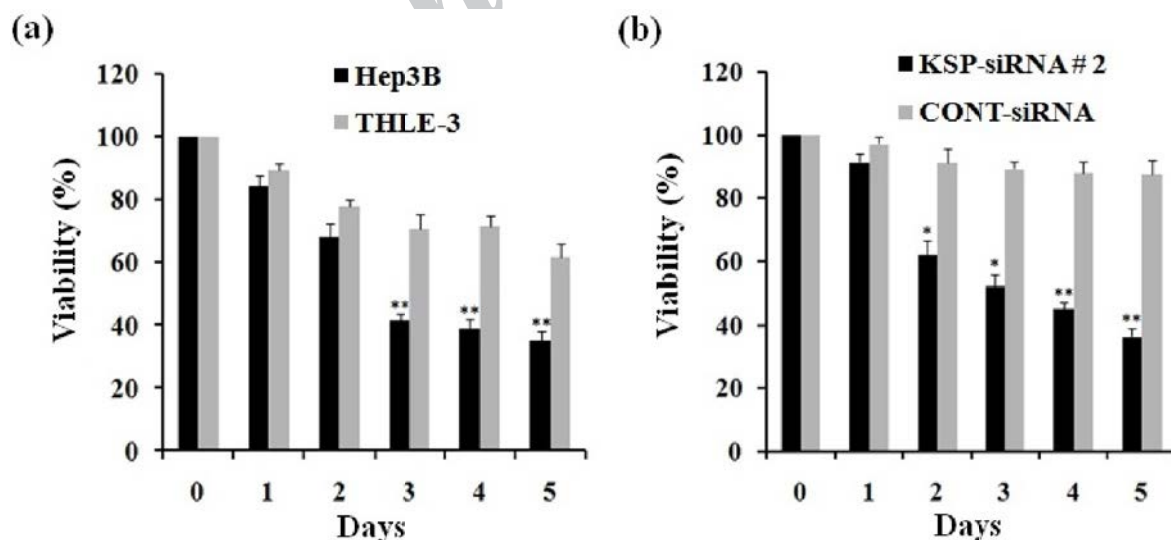 (a)
Hep3B
THLE-3
Viability (%)
120
100
80
60
40
20
0
** ** **
0 1 2 3 4 5
Days
(b)
KSP-siRNA # 2
CONT-siRNA
Viability (%)
120
100
80
60
40
20
0
* * ** **
0 1 2 3 4 5
Days